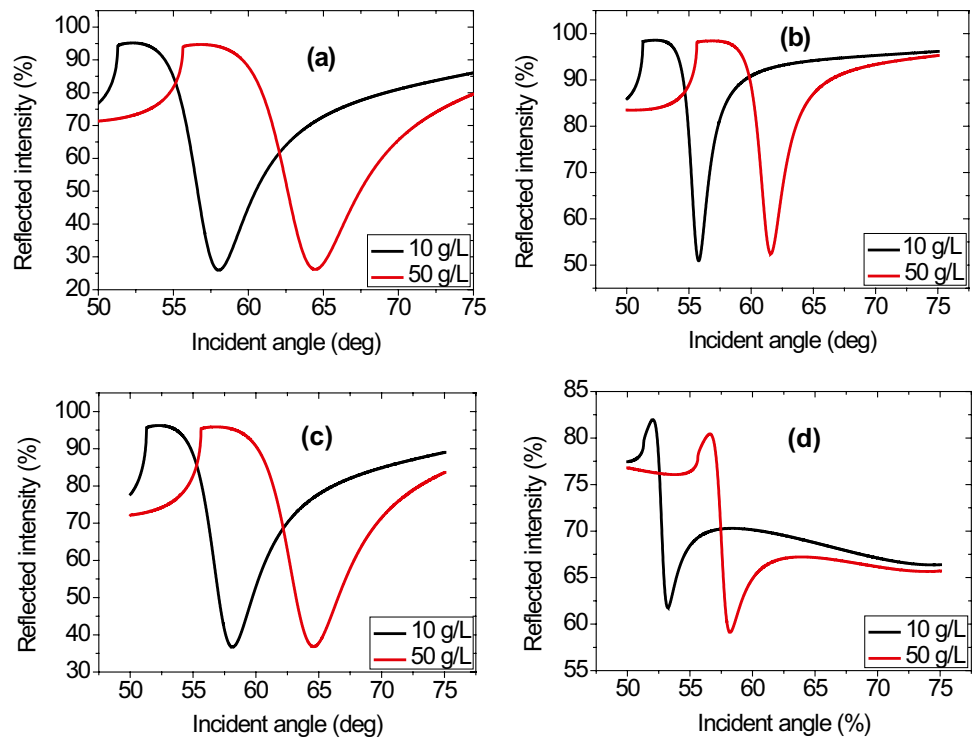 (a)
Reflected intensity (%)
100
90
80
70
60
50
40
30
20
50 55 60 65 70 75
Incident angle (deg)
10 g/L
50 g/L
(b)
Reflected intensity (%)
100
90
80
70
60
50
50 55 60 65 70 75
Incident angle (deg)
10 g/L
50 g/L
(c)
Reflected intensity (%)
100
90
80
70
60
50
40
30
50 55 60 65 70 75
Incident angle (deg)
10 g/L
50 g/L
(d)
Reflected intensity (%)
85
80
75
70
65
60
55
50 55 60 65 70 75
Incident angle (%)
10 g/L
50 g/L